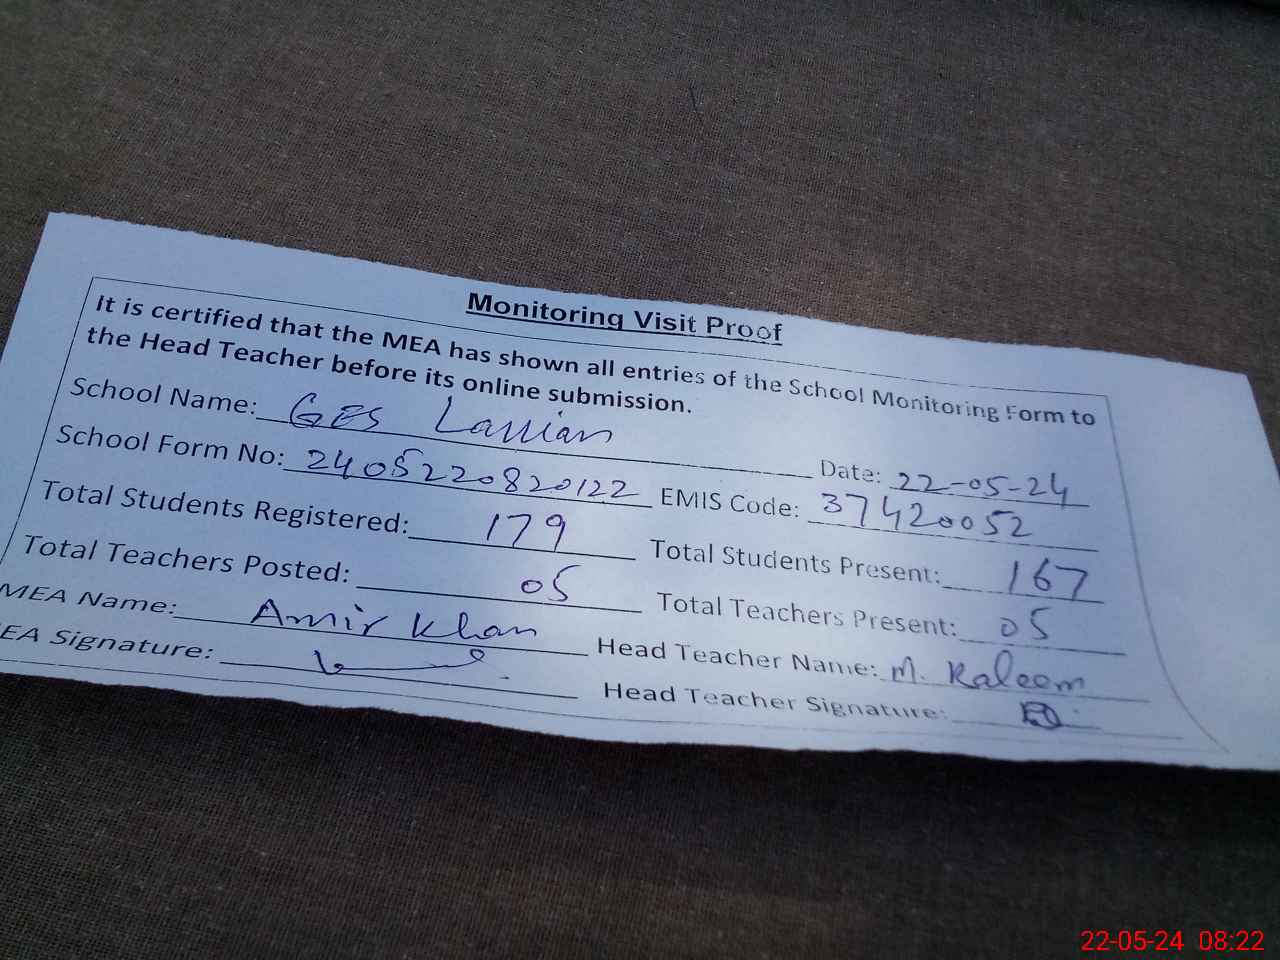 Monitoring Visit Proof
It is certified that the MEA has shown all entries of the School Monitoring Form to
the Head Teacher before its online submission.
School Name: GES Date: 22-05-24
School Form No: 2405220820122 EMIS Code: 37420052
Total Students Registered: 179 Total Students Present: 167
Total Teachers Posted: 05 Total Teachers Present: 05
MEA Name: Amir Khan Head Teacher Name: M. Kaleem
EA Signature: Head Teacher Signature:
22-05-24 08:22